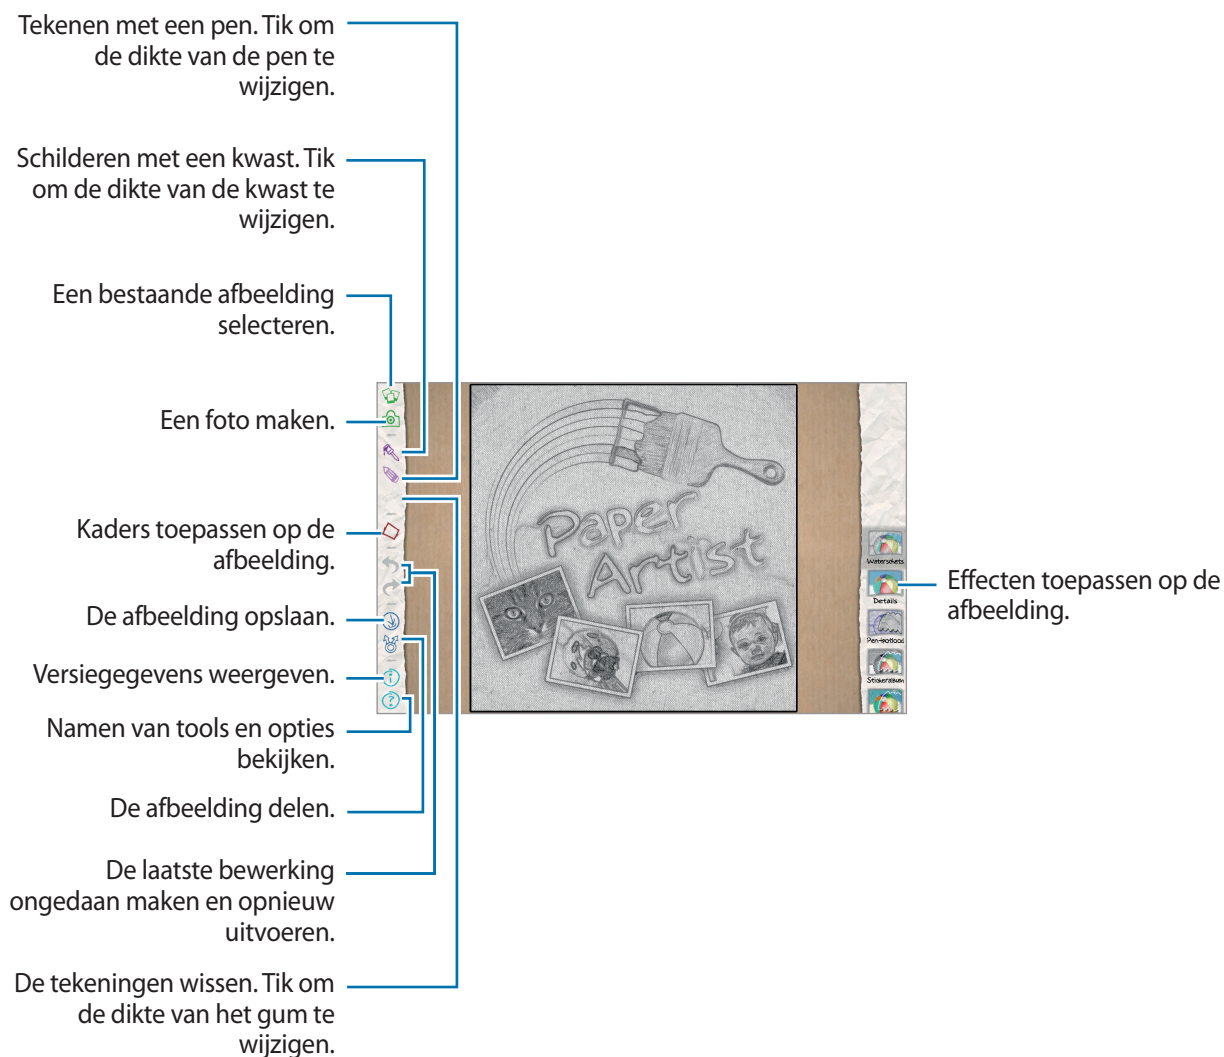 Tekenen met een pen. Tik om
de dikte van de pen te
wijzigen.
Schilderen met een kwast. Tik
om de dikte van de kwast te
wijzigen.
Een bestaande afbeelding
selecteren.
Een foto maken.
Kaders toepassen op de
afbeelding.
De afbeelding opslaan.
Versiegegevens weergeven.
Namen van tools en opties
bekijken.
De afbeelding delen.
De laatste bewerking
ongedaan maken en opnieuw
uitvoeren.
De tekeningen wissen. Tik om
de dikte van het gum te
wijzigen.
Paper
Artist
Waterschets
Details
Pen+potlood
Stickeralbum
Effecten toepassen op de
afbeelding.